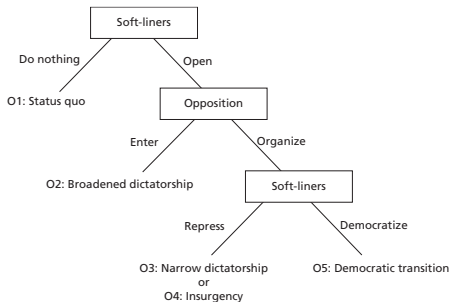 Soft-liners
Do nothing
Open
O1: Status quo
Opposition
Enter
Organize
O2: Broadened dictatorship
Soft-liners
Repress
Democratize
O3: Narrow dictatorship
or
O4: Insurgency
O5: Democratic transition